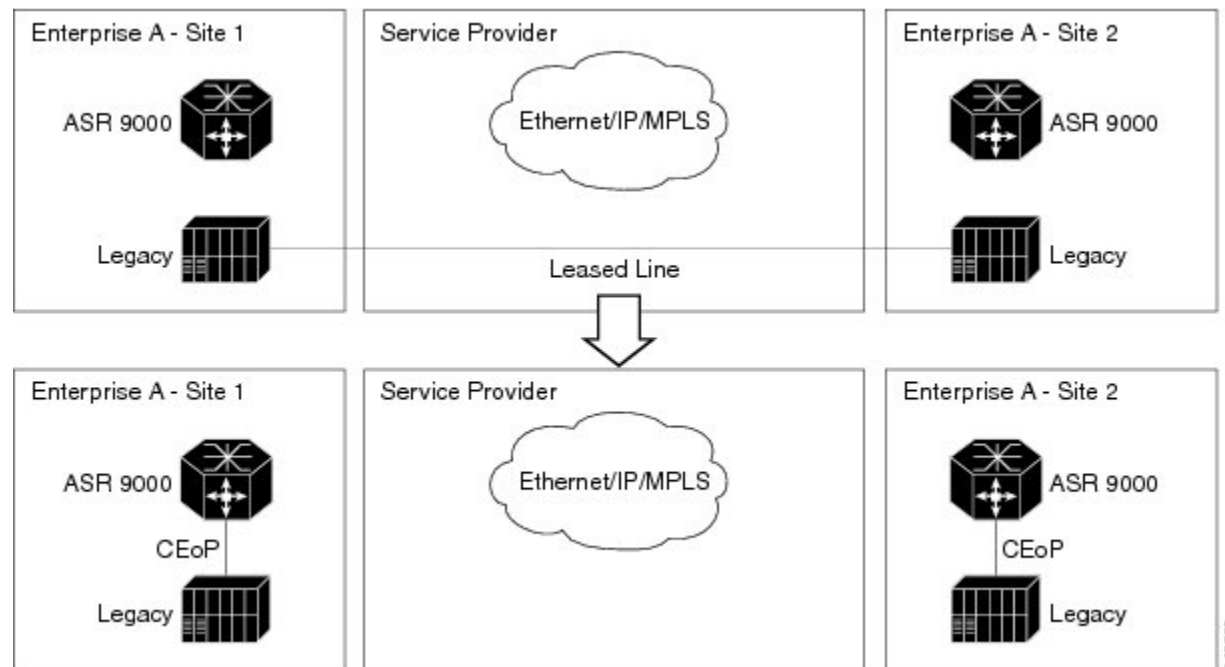 Enterprise A - Site 1
Service Provider
Enterprise A - Site 2
ASR 9000
Ethernet/IP/MPLS
ASR 9000
Legacy
Leased Line
Legacy
Enterprise A - Site 1
Service Provider
Enterprise A - Site 2
ASR 9000
Ethernet/IP/MPLS
ASR 9000
CEoP
CEoP
Legacy
Legacy